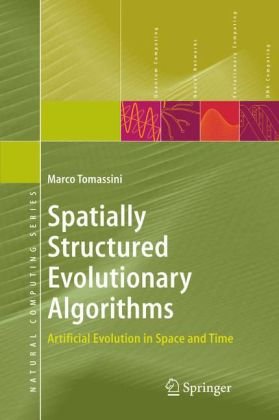 Quantum Computing
Neural Networks
Evolutionary Computing
DNA Computing
Marco Tomassini
Spatially
Structured
Evolutionary
Algorithms
Artificial Evolution in Space and Time
NATURAL COMPUTING SERIES
Springer